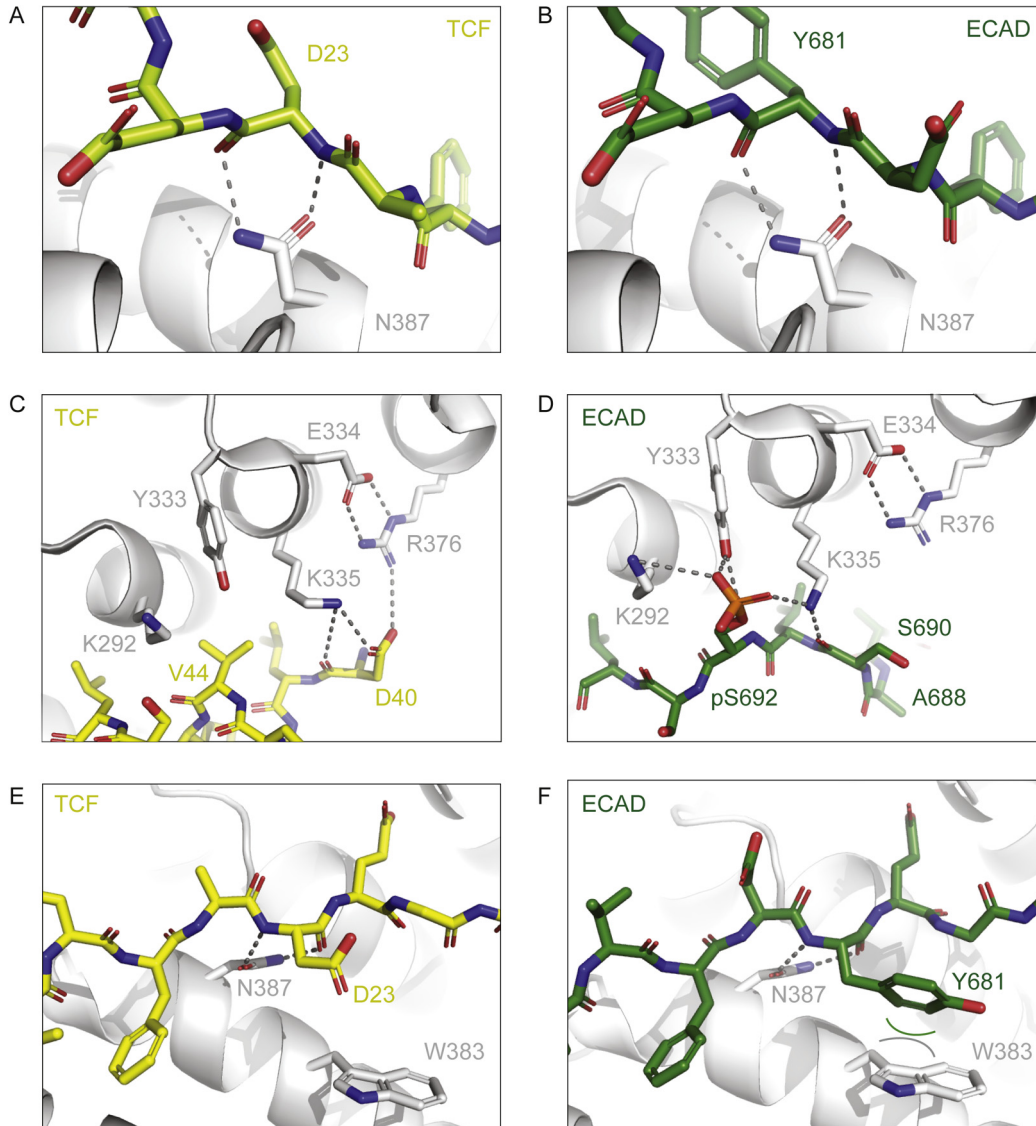 A
TCF
D23
N387
B
ECAD
Y681
N387
C
TCF
E334
Y333
R376
K335
K292
V44
D40
D
ECAD
E334
Y333
R376
K335
K292
S690
pS692
A688
E
TCF
N387
D23
W383
F
ECAD
N387
Y681
W383